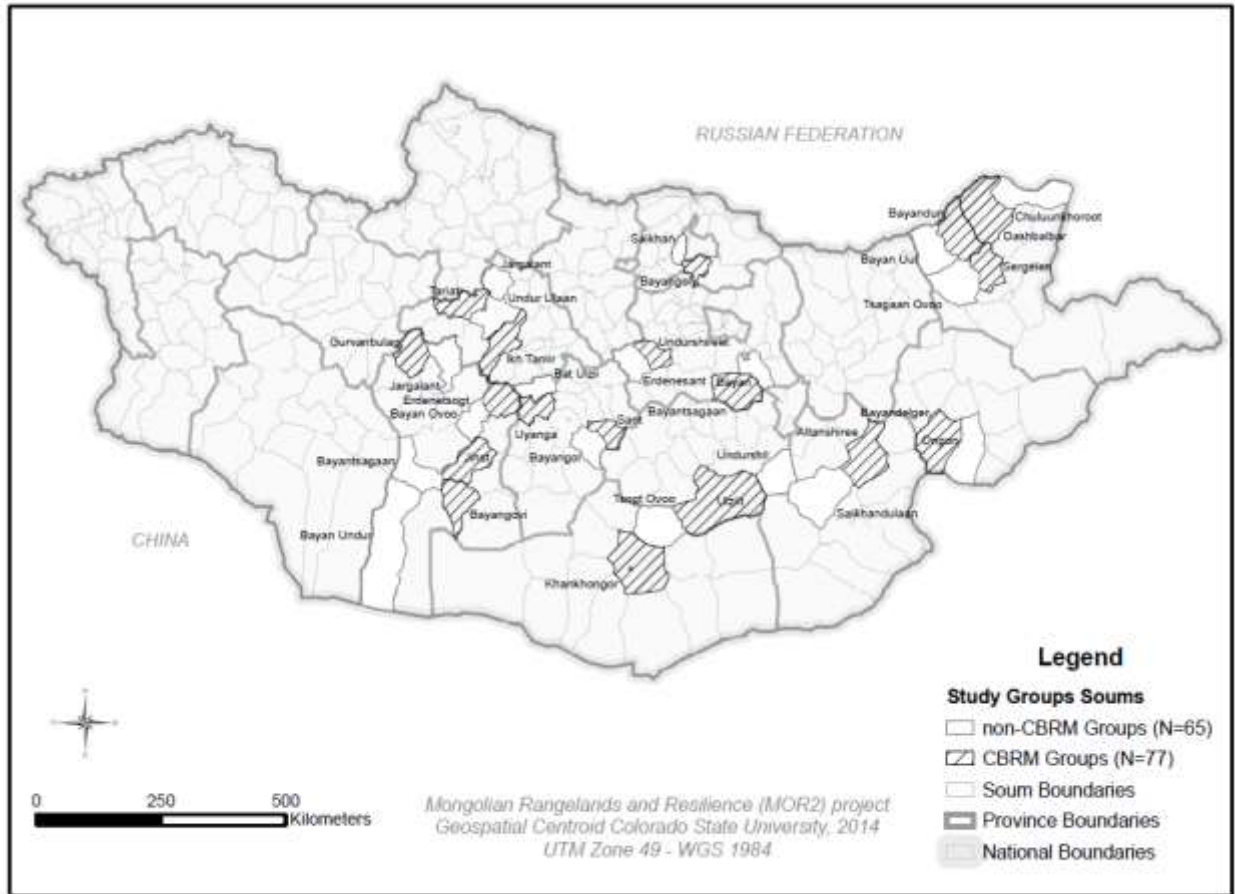 RUSSIAN FEDERATION
Bayandun
Chuluunkhoroot
Dashbalbar
Saikhan
Bayan Uul
Sergelen
Jargalant
Bayangol
Tariat
Undur Ulaan
Tsagaan Ovoo
Gurvanbulag
Undurshireet
Ikh Tamir
Bat Ulzii
Jargalant
Erdenesant
Bayan
Erdenetsogt
Bayan Ovoo
Bayantsagaan
Bayandelger
Sant
Uyanga
Altanshiree
Ongon
Bayantsagaan
Jinst
Bayangol
Undurshil
Tsogt Ovoo
Ulziit
Bayangovi
Saikhandulaan
CHINA
Bayan Undur
Khankhongor
Legend
Study Groups Soums
non-CBRM Groups (N=65)
CBRM Groups (N=77)
Soum Boundaries
Province Boundaries
National Boundaries
0 250 500
Kilometers
Mongolian Rangelands and Resilience (MOR2) project
Geospatial Centroid Colorado State University, 2014
UTM Zone 49 - WGS 1984